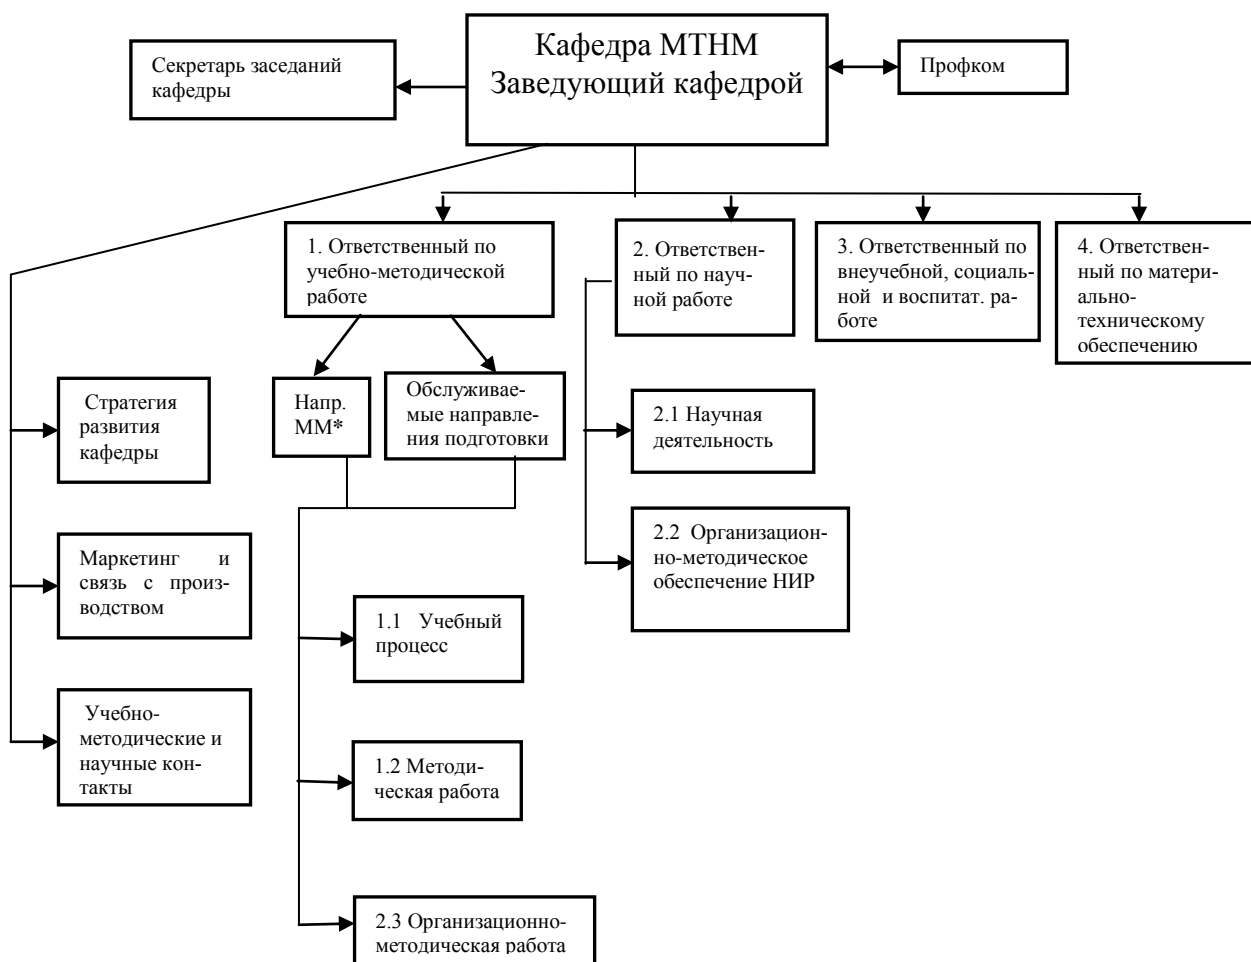 Кафедра МТНМ
Заведующий кафедрой
Секретарь заседаний
кафедры
Профком
1. Ответственный по
учебно-методической
работе
2. Ответствен-
ный по науч-
ной работе
3. Ответственный по
внеучебной, социаль-
ной и воспитат. ра-
боте
4. Ответствен-
ный по матери-
ально-
техническому
обеспечению
Напр.
ММ*
Обслуживае-
мые направле-
ния подготовки
Стратегия
развития
кафедры
2.1 Научная
деятельность
Маркетинг и
связь с произ-
водством
2.2 Организацион-
но-методическое
обеспечение НИР
1.1 Учебный
процесс
Учебно-
методические и
научные кон-
такты
1.2 Методи-
ческая работа
2.3 Организационно-
методическая работа